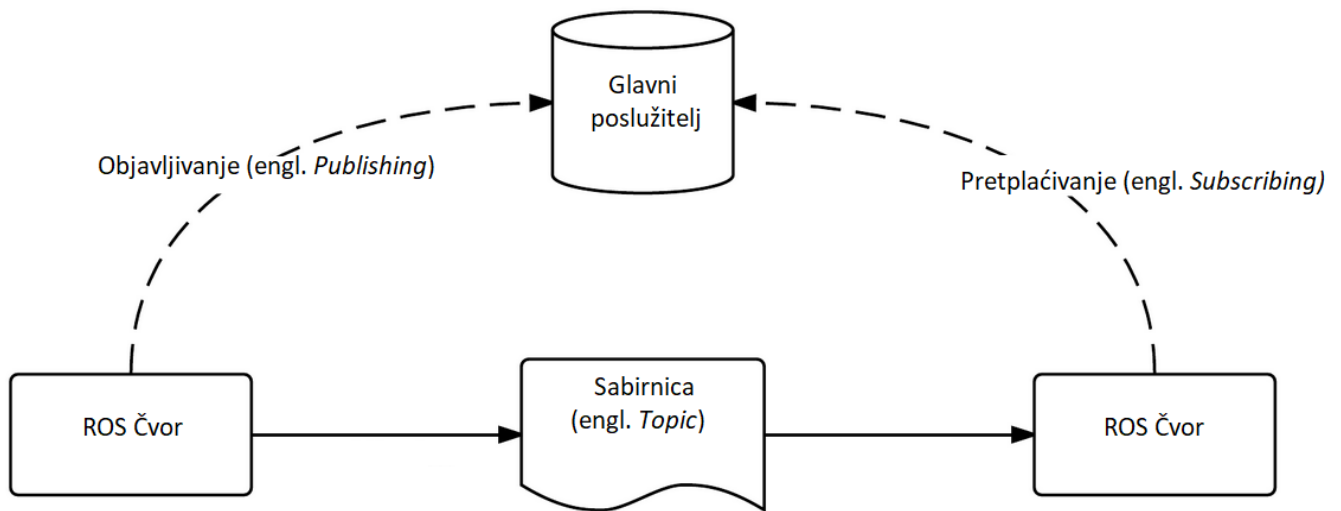 Glavni
poslužitelj
Objavljivanje (engl. Publishing)
Pretplaćivanje (engl. Subscribing)
ROS Čvor
Sabirnica
(engl. Topic)
ROS Čvor